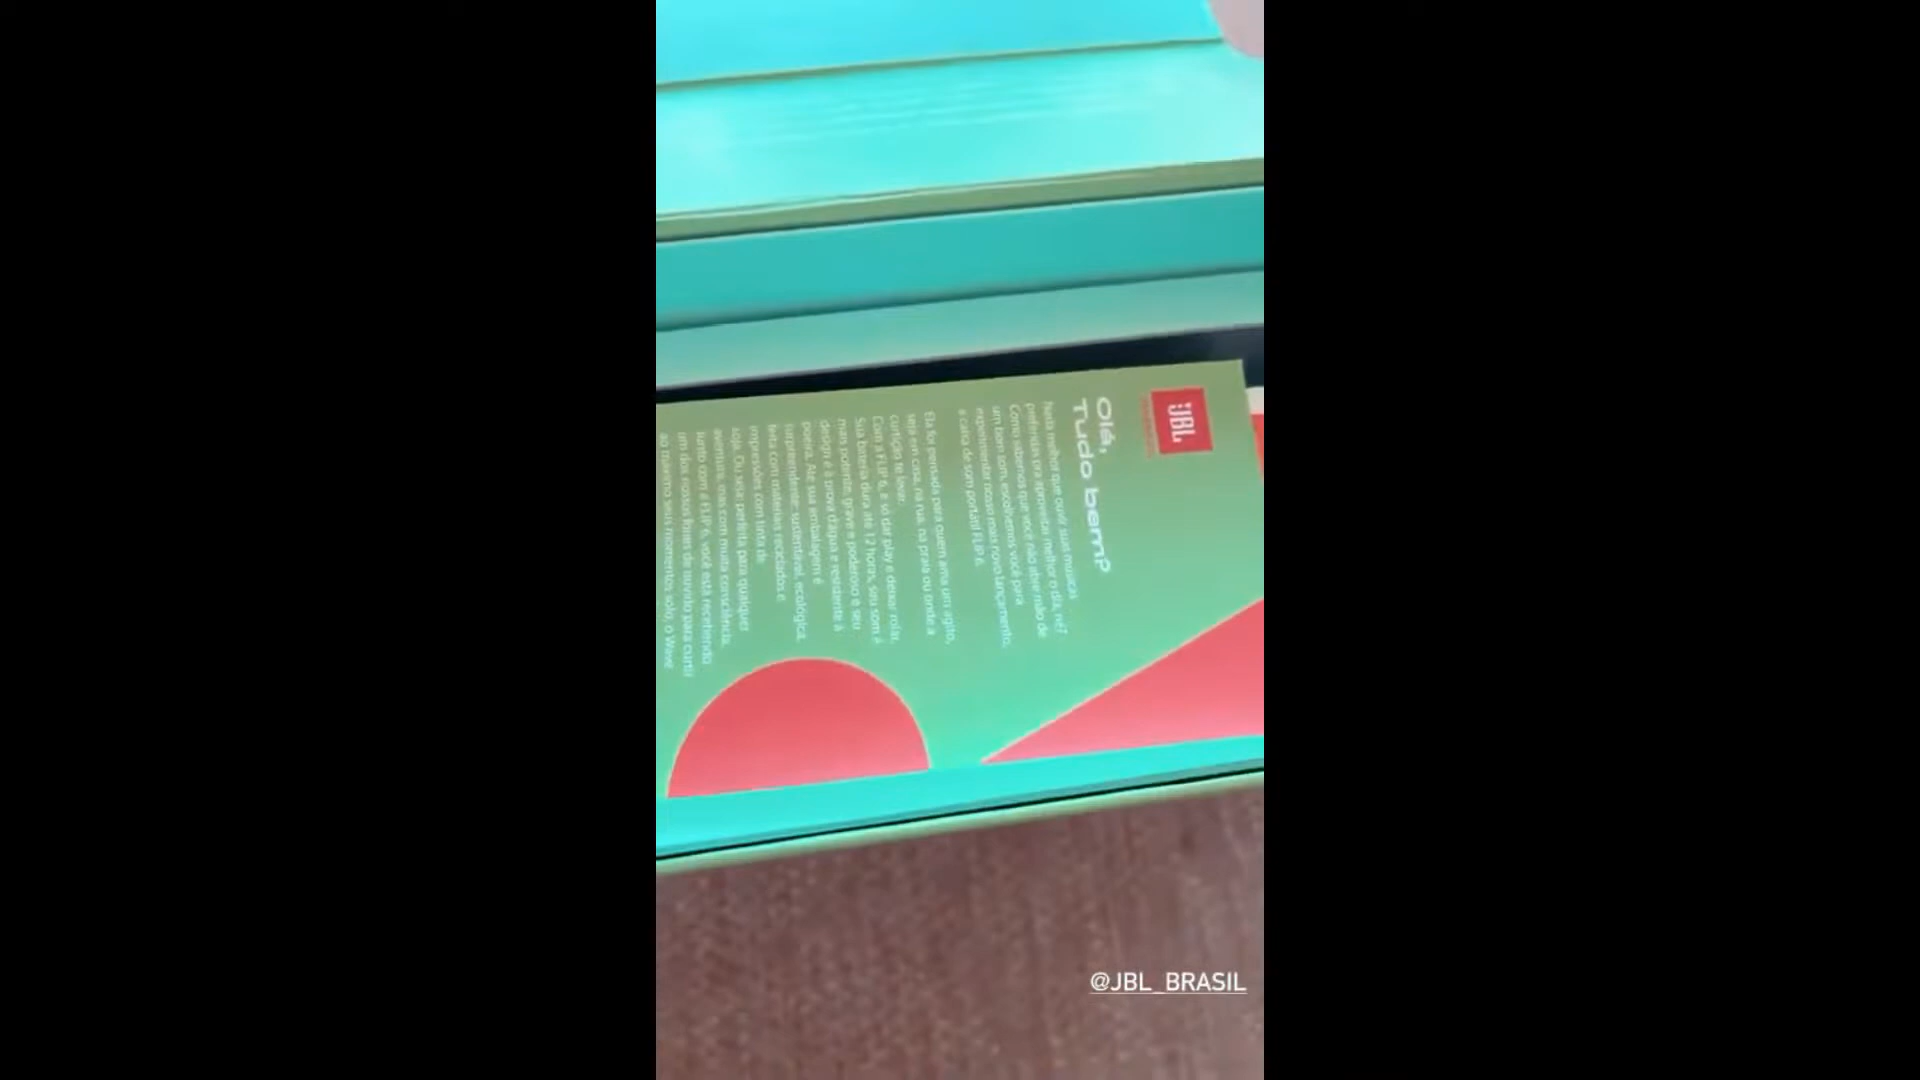 JBL
Olá,
Tudo bem?
Nada melhor que ouvir suas músicas
preferidas pra aproveitar melhor o dia, né?
Como sabemos que você não abre mão de
um bom som, escolhemos você para
experimentar nosso mais novo lançamento,
a caixa de som portátil FLIP 6.
Ela foi pensada para quem ama um agito,
seja em casa, na rua, na praia ou onde a
curtição te levar.
Com a FLIP 6, é só dar play e deixar rolar.
Sua bateria dura até 12 horas, seu som é
mais potente, grave e poderoso e seu
design é à prova d'água e resistente à
poeira. Até sua embalagem é
surpreendente: sustentável, ecológica,
feita com materiais reciclados e
impressões com tinta de
soja. Ou seja perfeita para qualquer
aventura, mas com muita consciência.
Junto com é FLIP 6, você está recebendo
um dos nossos fones de ouvido para curtir
ao máximo seus momentos solo, o Wave
@JBL_BRASIL